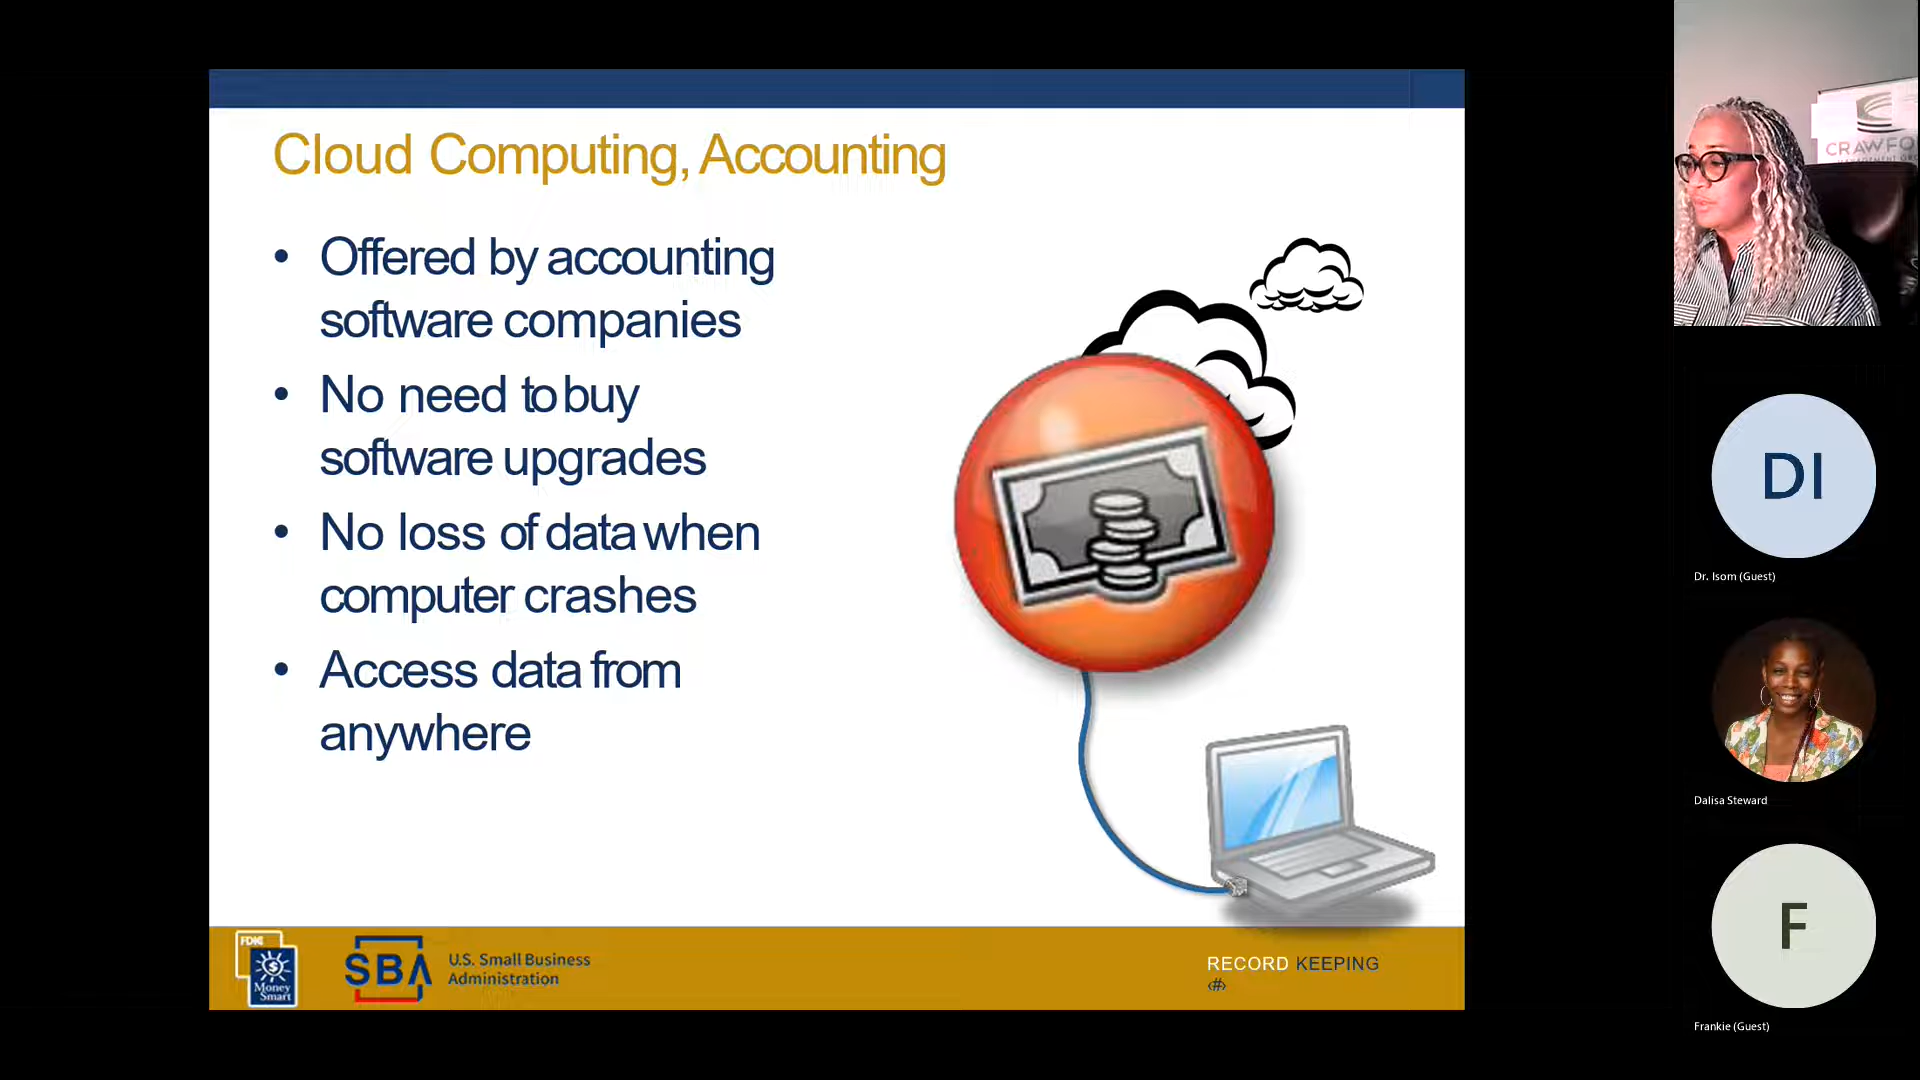 Cloud Computing, Accounting
• Offered by accounting
software companies
• No need to buy
software upgrades
• No loss of data when
computer crashes
• Access data from
anywhere
FDIC
Money
Smart
SBA
U.S. Small Business
Administration
RECORD KEEPING
‹#›
CRAWFO
DI
Dr. Isom (Guest)
Dalisa Steward
F
Frankie (Guest)